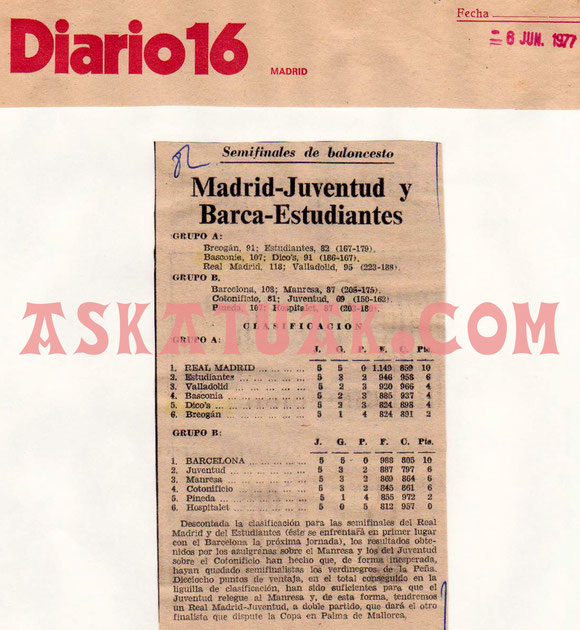 Diario16
MADRID
Fecha
= 6 JUN. 1977
82
Semifinales de baloncesto
Madrid-Juventud y
Barca-Estudiantes
GRUPO A:
Breogán, 91; Estudiantes, 82 (167-179).
Basconia, 107; Dico's, 91 (186-167).
Real Madrid, 118; Valladolid, 95 (223-188).
GRUPO B.
Barcelona, 108; Manresa, 87 (205-175).
Cotonificio, 81; Juventud, 69 (150-162).
Pineda, 107; Hospitalet, 87
ASKATUAK.COM
CLASIFICACION
GRUPO A:
J. G. P. F. C. Pts.
1. REAL MADRID 5 5 0 1.149 859 10
2. Estudiantes 5 3 2 946 958 6
3. Valladolid 5 2 3 920 966 4
4. Basconia 5 2 3 885 937 4
5. Dico's 5 2 3 824 898 4
6. Breogán 5 1 4 824 891 2
GRUPO B:
J. G. P. F. C. Pts.
1. BARCELONA 5 5 0 988 805 10
2. Juventud 5 3 2 887 797 6
3. Manresa 5 3 2 869 864 6
4. Cotonificio 5 3 2 845 861 6
5. Pineda 5 1 4 855 972 2
6. Hospitalet 5 0 5 812 957 0
Descontada la clasificación para las semifinales del Real
Madrid y del Estudiantes (éste se enfrentará en primer lugar
con el Barcelona la próxima jornada), los resultados obte-
nidos por los azulgranas sobre el Manresa y los del Juventud
sobre el Cotonificio han hecho que, de forma inesperada,
hayan quedado semifinalistas los verdinegros de la Peña.
Dieciocho puntos de ventaja, en el total conseguido en la
liguilla de clasificación, han sido suficientes para que el
Juventud relegue al Manresa y, de esta forma, tendremos
un Real Madrid-Juventud, a doble partido, que dará el otro
finalista que dispute la Copa en Palma de Mallorca.